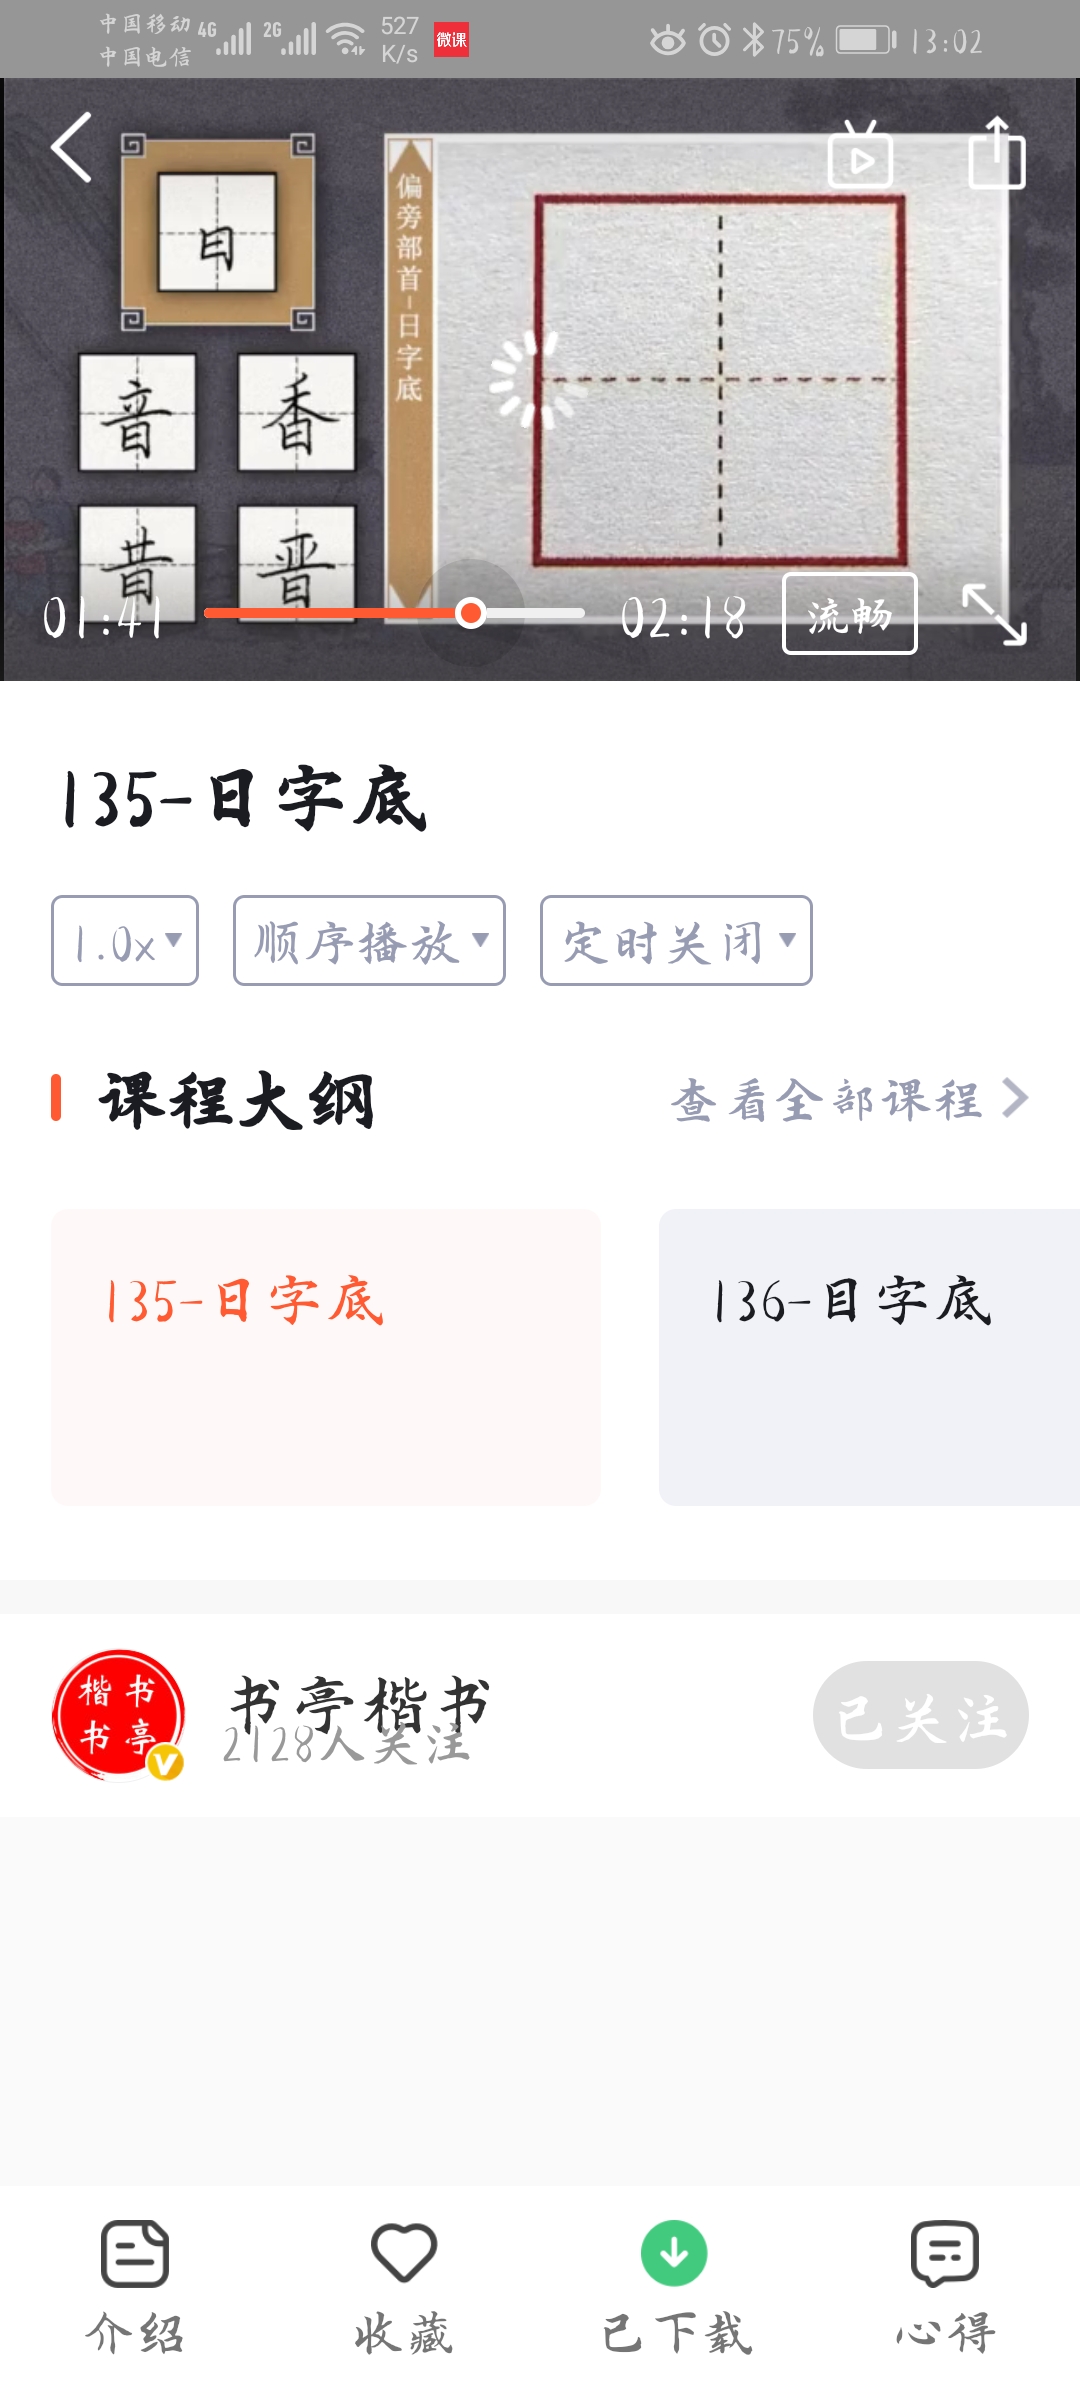 中国移动 4G 2G 527 K/s 微课 75% 13:02
中国电信
日
音 香
昔 晋
偏旁部首-日字底
01:41 02:18 流畅
135-日字底
1.0x 顺序播放 定时关闭
课程大纲 查看全部课程
135-日字底 136-目字底
楷书书亭
书亭楷书 已关注
2128人关注
介绍 收藏 已下载 心得